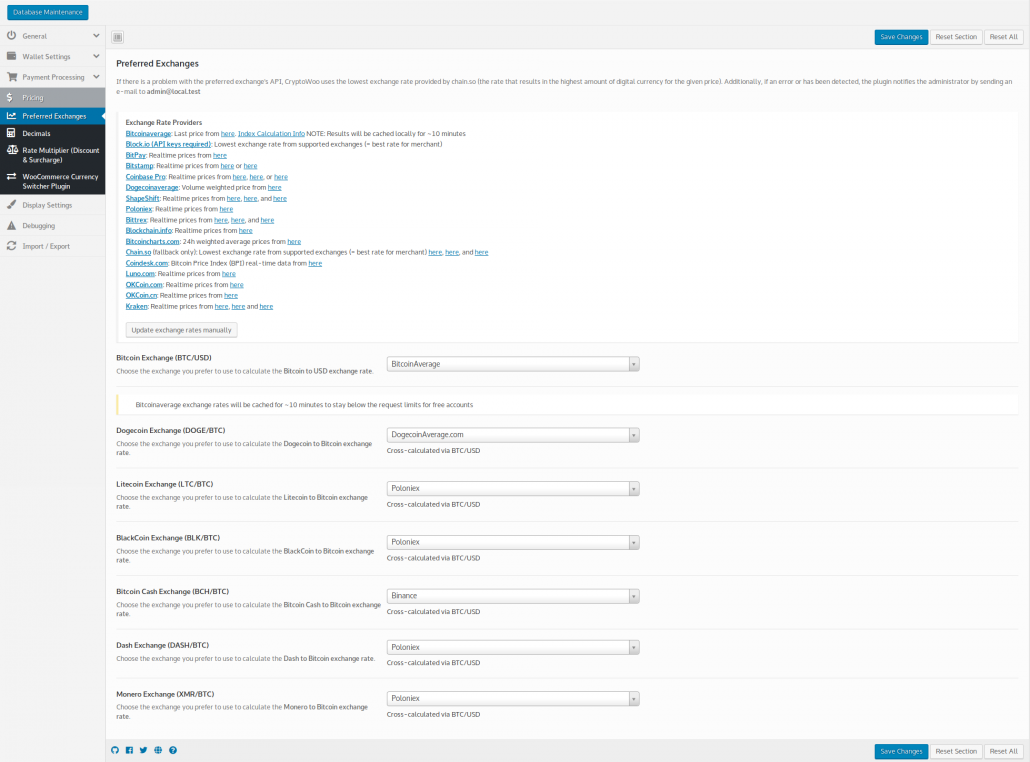 Database Maintenance
General
Wallet Settings
Payment Processing
Pricing
Preferred Exchanges
Decimals
Rate Multiplier (Discount
& Surcharge)
WooCommerce Currency
Switcher Plugin
Display Settings
Debugging
Import / Export
Save Changes Reset Section Reset All
Preferred Exchanges
If there is a problem with the preferred exchange's API, CryptoWoo uses the lowest exchange rate provided by chain.so (the rate that results in the highest amount of digital currency for the given price). Additionally, if an error or has been detected, the plugin notifies the administrator by sending an
e-mail to admin@local.test
Exchange Rate Providers
Bitcoinaverage: Last price from here. Index Calculation Info NOTE: Results will be cached locally for ~10 minutes
Block.io (API keys required): Lowest exchange rate from supported exchanges (= best rate for merchant)
BitPay: Realtime prices from here
Bitstamp: Realtime prices from here or here
Coinbase Pro: Realtime prices from here, here, or here
Dogecoinaverage: Volume weighted price from here
ShapeShift: Realtime prices from here, here, and here
Poloniex: Realtime prices from here
Bittrex: Realtime prices from here, here, and here
Blockchain.info: Realtime prices from here
Bitcoincharts.com: 24h weighted average prices from here
Chain.so (fallback only): Lowest exchange rate from supported exchanges (= best rate for merchant) here, here, and here
Coindesk.com: Bitcoin Price Index (BPI) real-time data from here
Luno.com: Realtime prices from here
OKCoin.com: Realtime prices from here
OKCoin.cn: Realtime prices from here
Kraken: Realtime prices from here, here and here
Update exchange rates manually
Bitcoin Exchange (BTC/USD)
Choose the exchange you prefer to use to calculate the Bitcoin to USD exchange rate.
BitcoinAverage
Bitcoinaverage exchange rates will be cached for ~10 minutes to stay below the request limits for free accounts
Dogecoin Exchange (DOGE/BTC)
Choose the exchange you prefer to use to calculate the Dogecoin to Bitcoin exchange
rate.
DogecoinAverage.com
Cross-calculated via BTC/USD
Litecoin Exchange (LTC/BTC)
Choose the exchange you prefer to use to calculate the Litecoin to Bitcoin exchange
rate.
Poloniex
Cross-calculated via BTC/USD
BlackCoin Exchange (BLK/BTC)
Choose the exchange you prefer to use to calculate the BlackCoin to Bitcoin exchange
rate.
Poloniex
Cross-calculated via BTC/USD
Bitcoin Cash Exchange (BCH/BTC)
Choose the exchange you prefer to use to calculate the Bitcoin Cash to Bitcoin exchange
rate.
Binance
Cross-calculated via BTC/USD
Dash Exchange (DASH/BTC)
Choose the exchange you prefer to use to calculate the Dash to Bitcoin exchange rate.
Poloniex
Cross-calculated via BTC/USD
Monero Exchange (XMR/BTC)
Choose the exchange you prefer to use to calculate the Monero to Bitcoin exchange
rate.
Poloniex
Cross-calculated via BTC/USD
Save Changes Reset Section Reset All